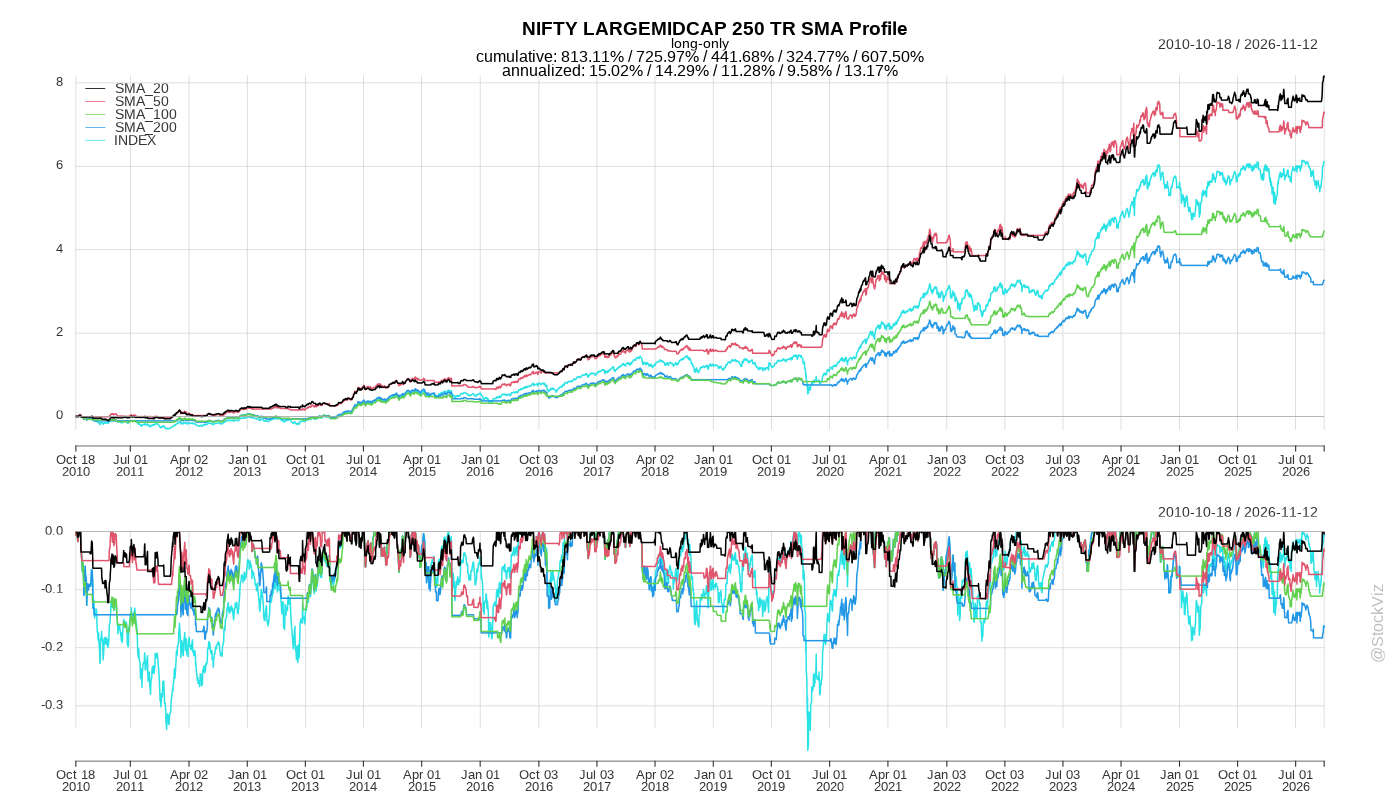 NIFTY LARGEMIDCAP 250 TR SMA Profile
long-only
2010-10-18 / 2026-11-12
cumulative: 813.11% / 725.97% / 441.68% / 324.77% / 607.50%
annualized: 15.02% / 14.29% / 11.28% / 9.58% / 13.17%
8
SMA_20
SMA_50
SMA_100
SMA_200
INDEX
6
4
2
0
Oct 18 Jul 01 Apr 02 Jan 01 Oct 01 Jul 01 Apr 01 Jan 01 Oct 03 Jul 03 Apr 02 Jan 01 Oct 01 Jul 01 Apr 01 Jan 03 Oct 03 Jul 03 Apr 01 Jan 01 Oct 01 Jul 01
2010 2011 2012 2013 2013 2014 2015 2016 2016 2017 2018 2019 2019 2020 2021 2022 2022 2023 2024 2025 2025 2026
2010-10-18 / 2026-11-12
0.0
-0.1
-0.2
-0.3
Oct 18 Jul 01 Apr 02 Jan 01 Oct 01 Jul 01 Apr 01 Jan 01 Oct 03 Jul 03 Apr 02 Jan 01 Oct 01 Jul 01 Apr 01 Jan 03 Oct 03 Jul 03 Apr 01 Jan 01 Oct 01 Jul 01
2010 2011 2012 2013 2013 2014 2015 2016 2016 2017 2018 2019 2019 2020 2021 2022 2022 2023 2024 2025 2025 2026
@StockViz